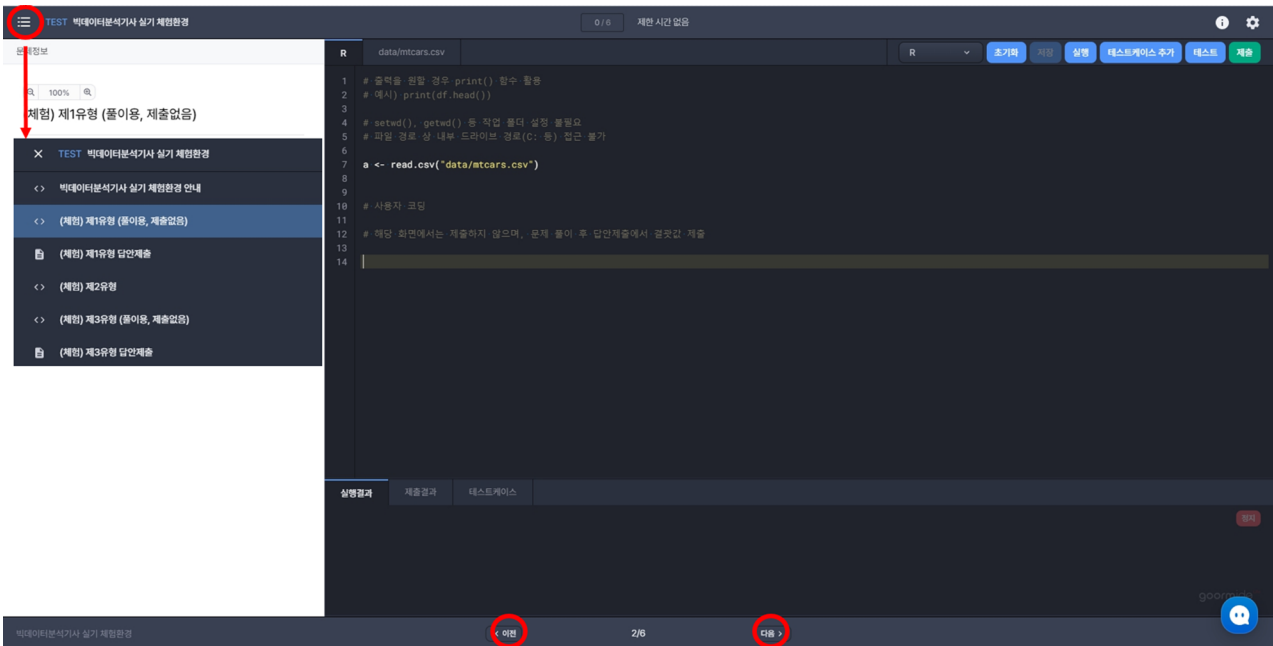 TEST 빅데이터분석기사 실기 체험환경
0/6 제한 시간 없음
문제정보
100%
체험) 제1유형 (풀이용, 제출없음)
TEST 빅데이터분석기사 실기 체험환경
빅데이터분석기사 실기 체험환경 안내
(체험) 제1유형 (풀이용, 제출없음)
(체험) 제1유형 답안제출
(체험) 제2유형
(체험) 제3유형 (풀이용, 제출없음)
(체험) 제3유형 답안제출
R data/mtcars.csv R 초기화 저장 실행 테스트케이스 추가 테스트 제출
1 # 출력을 원할 경우 print() 함수 활용
2 # 예시) print(df.head())
3
4 # setwd(), getwd() 등 작업 폴더 설정 불필요
5 # 파일 경로 상 내부 드라이브 경로(C: 등) 접근 불가
6
7 a <- read.csv("data/mtcars.csv")
8
9
10 # 사용자 코딩
11
12 # 해당 화면에서는 제출하지 않으며, 문제 풀이 후 답안제출에서 결괏값 제출
13
14
실행결과 제출결과 테스트케이스
정지
빅데이터분석기사 실기 체험환경
< 이전 2/6 다음 >